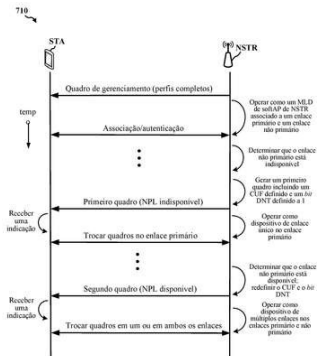 710
STA
NSTR
Quadro de gerenciamento (perfis completos)
Operar como um MLD
de softAP de NSTR
associado a um enlace
primário e um enlace
não primário
temp
Associação/autenticação
Determinar que o enlace
não primário está
indisponível
Gerar um primeiro
quadro incluindo um
CUF definido e um bit
DNT definido a 1
Primeiro quadro (NPL indisponível)
Receber
uma
indicação
Operar como
dispositivo de enlace
único no enlace
primário
Trocar quadros no enlace primário
Determinar que o enlace
não primário está
disponível;
redefinir o CUF e o bit
DNT
Segundo quadro (NPL disponível)
Receber
uma
indicação
Operar como
dispositivo de
múltiplos enlaces nos
enlaces primário e não
primário
Trocar quadros em um ou em ambos os enlaces